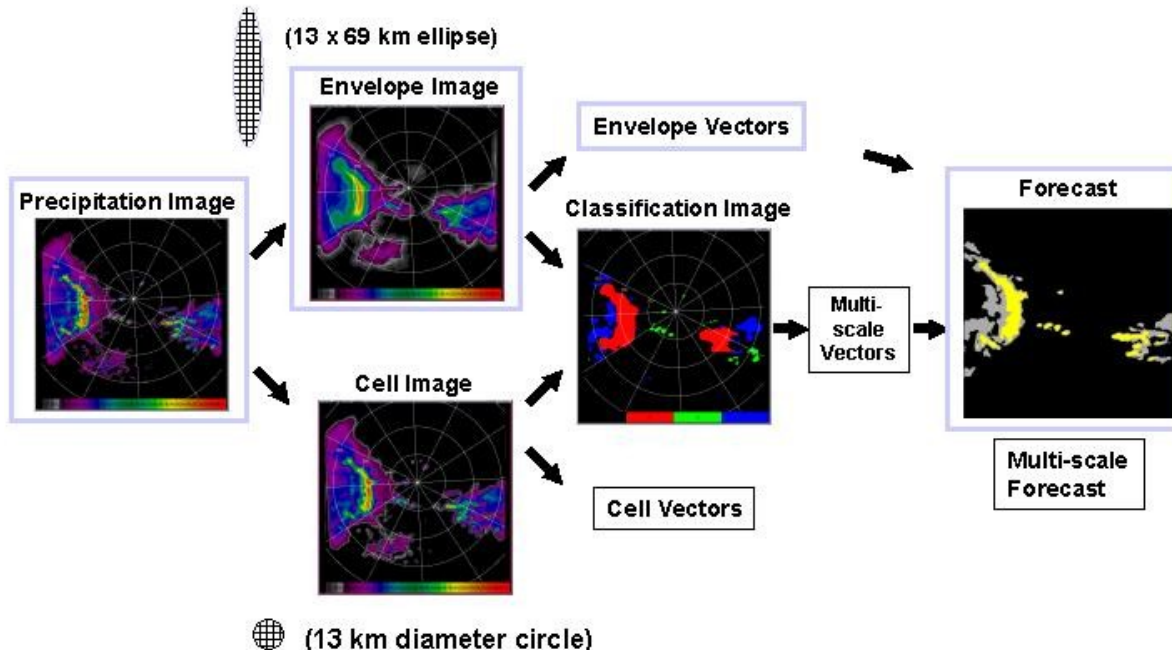 (13 x 69 km ellipse)
Envelope Image
Envelope Vectors
Precipitation Image
Classification Image
Forecast
Multi-
scale
Vectors
Cell Image
Cell Vectors
Multi-scale
Forecast
(13 km diameter circle)